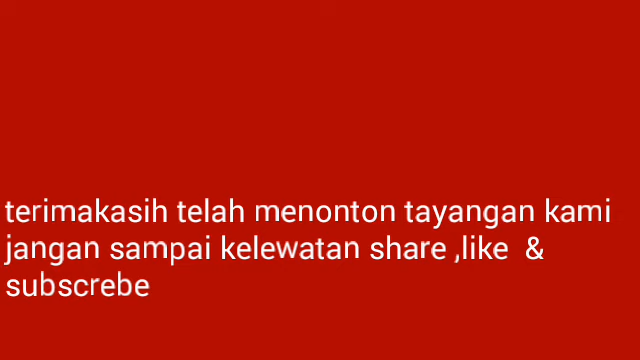 terimakasih telah menonton tayangan kami
jangan sampai kelewatan share ,like  &
subscrebe